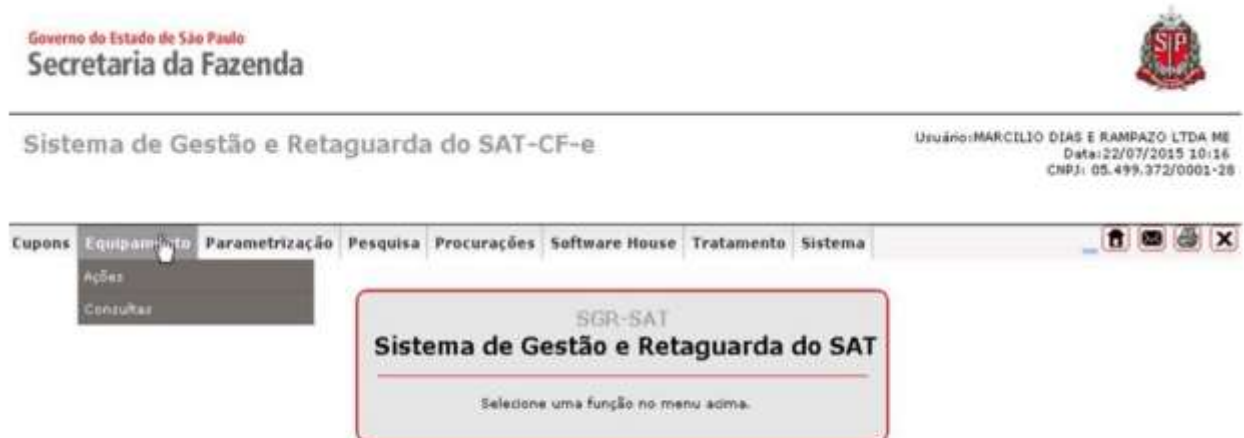 Governo do Estado de São Paulo
Secretaria da Fazenda
SP
Sistema de Gestão e Retaguarda do SAT-CF-e
Usuário:MARCILIO DIAS E RAMPAZO LTDA ME
Data:22/07/2015 10:16
CNPJ: 05.499.372/0001-28
Cupons Equipamento Parametrização Pesquisa Procurações Software House Tratamento Sistema
Ações
Consultas
SGR-SAT
Sistema de Gestão e Retaguarda do SAT
Selecione uma função no menu acima.